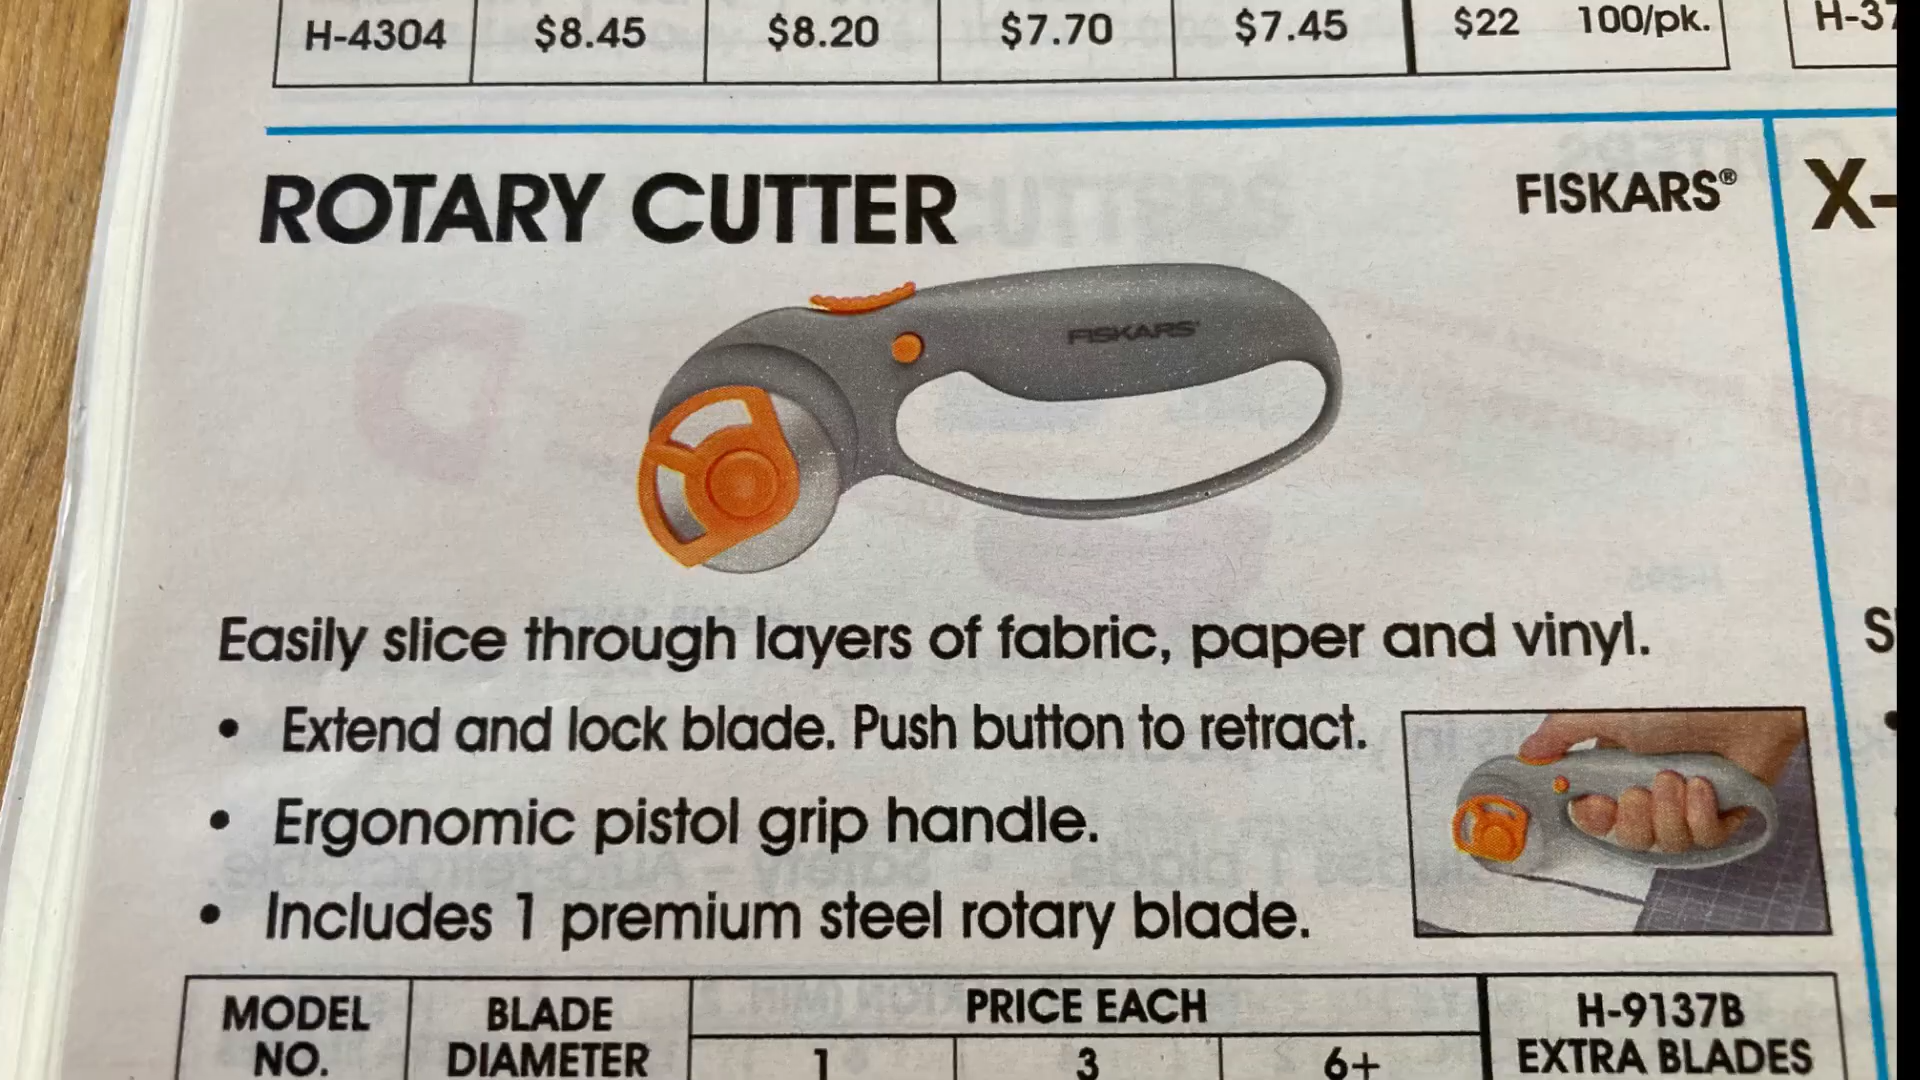 H-4304 $8.45 $8.20 $7.70 $7.45 $22 100/pk.
ROTARY CUTTER
FISKARS®
X-
FISKARS®
Easily slice through layers of fabric, paper and vinyl.
• Extend and lock blade. Push button to retract.
• Ergonomic pistol grip handle.
• Includes 1 premium steel rotary blade.
MODEL NO.
BLADE DIAMETER
PRICE EACH
1 3 6+
H-9137B
EXTRA BLADES